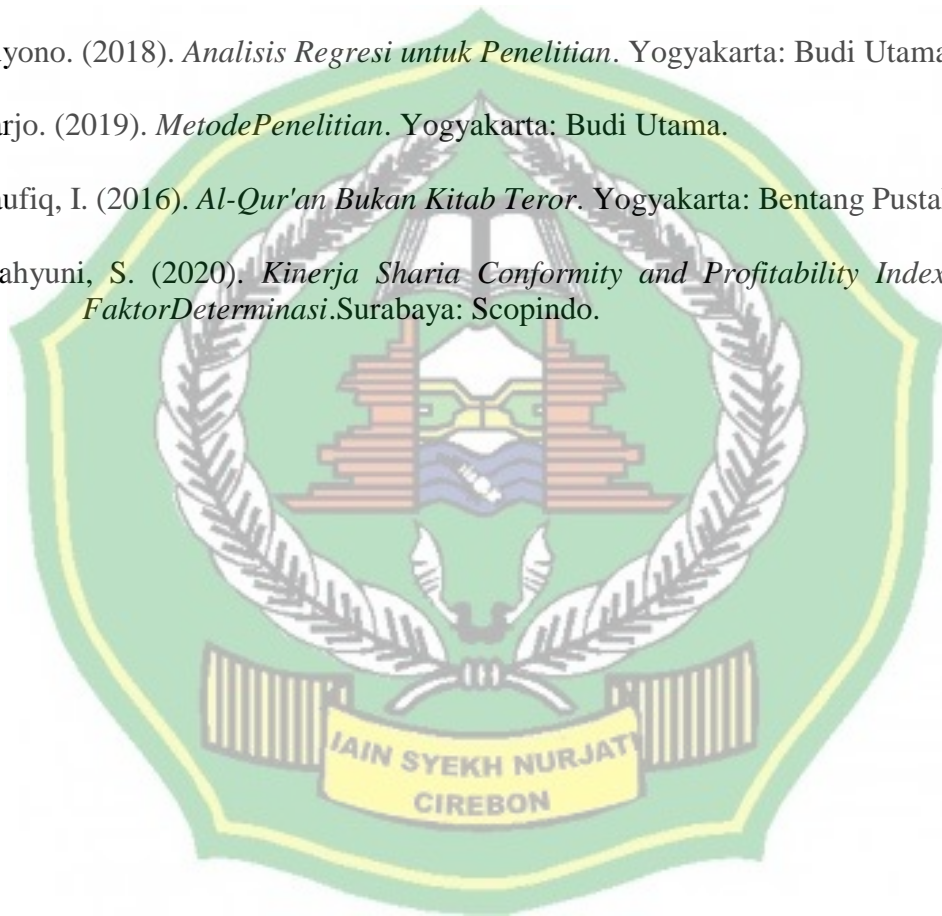 yono. (2018). Analisis Regresi untuk Penelitian. Yogyakarta: Budi Utama
arjo. (2019). MetodePenelitian. Yogyakarta: Budi Utama.
aufiq, I. (2016). Al-Qur'an Bukan Kitab Teror. Yogyakarta: Bentang Pusta
ahyuni, S. (2020). Kinerja Sharia Conformity and Profitability Index
FaktorDeterminasi.Surabaya: Scopindo.
IAIN SYEKH NURJATI
CIREBON